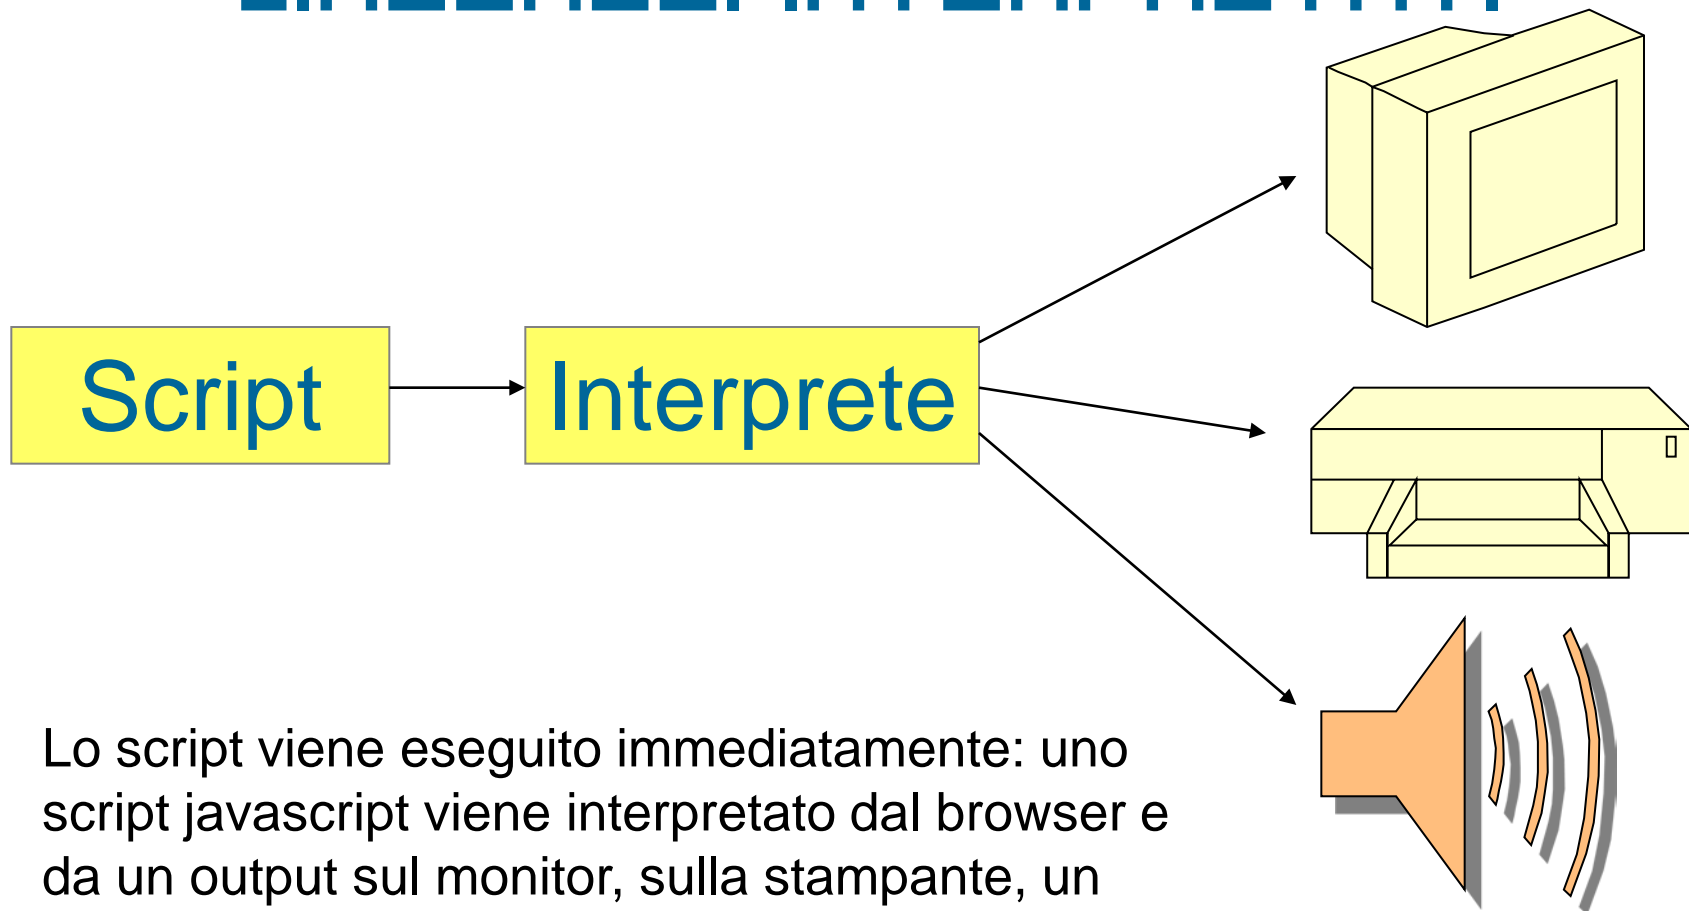 Script
Interprete
Lo script viene eseguito immediatamente: uno
script javascript viene interpretato dal browser e
da un output sul monitor, sulla stampante, un